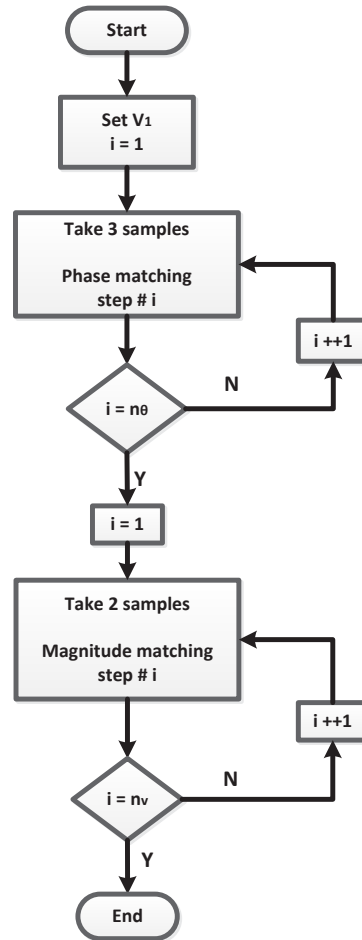 Start
Set V1
i = 1
Take 3 samples
Phase matching
step # i
i ++1
N
i = nθ
Y
i = 1
Take 2 samples
Magnitude matching
step # i
i ++1
N
i = nv
Y
End